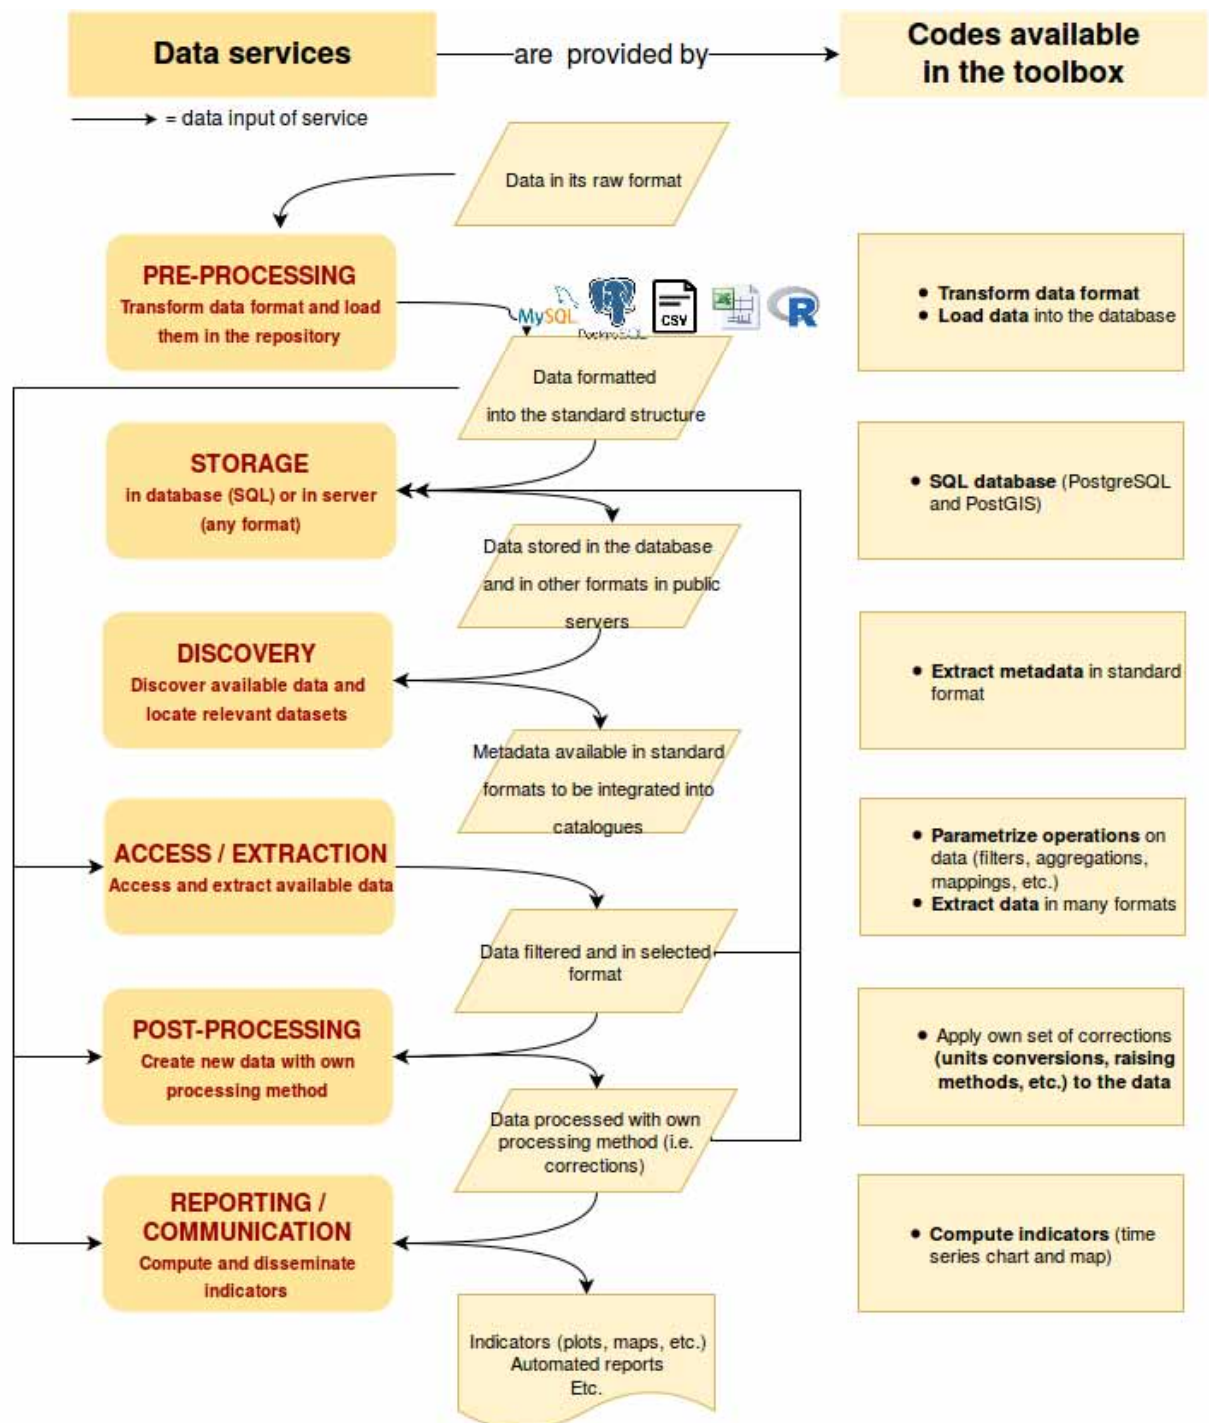 Data services
are provided by
Codes available
in the toolbox
= data input of service
Data in its raw format
PRE-PROCESSING
Transform data format and load
them in the repository
MySQL
PostgreSQL
CSV
R
• Transform data format
• Load data into the database
Data formatted
into the standard structure
STORAGE
in database (SQL) or in server
(any format)
• SQL database (PostgreSQL
and PostGIS)
Data stored in the database
and in other formats in public
servers
DISCOVERY
Discover available data and
locate relevant datasets
• Extract metadata in standard
format
Metadata available in standard
formats to be integrated into
catalogues
ACCESS / EXTRACTION
Access and extract available data
• Parametrize operations on
data (filters, aggregations,
mappings, etc.)
• Extract data in many formats
Data filtered and in selected
format
POST-PROCESSING
Create new data with own
processing method
• Apply own set of corrections
(units conversions, raising
methods, etc.) to the data
Data processed with own
processing method (i.e.
corrections)
REPORTING /
COMMUNICATION
Compute and disseminate
indicators
• Compute indicators (time
series chart and map)
Indicators (plots, maps, etc.)
Automated reports
Etc.